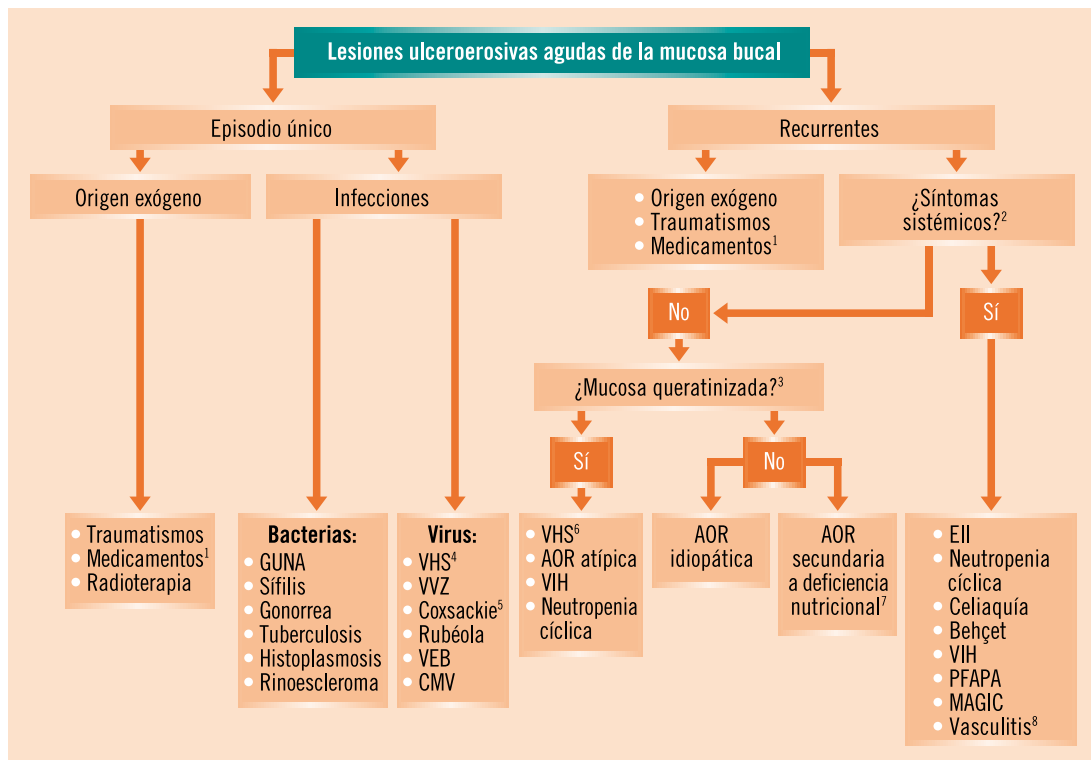 Lesiones ulceroerosivas agudas de la mucosa bucal
Episodio único
Recurrentes
Origen exógeno
Infecciones
• Origen exógeno
• Traumatismos
• Medicamentos¹
¿Síntomas
sistémicos?²
No
Sí
¿Mucosa queratinizada?³
Sí
No
• Traumatismos
• Medicamentos¹
• Radioterapia
Bacterias:
• GUNA
• Sífilis
• Gonorrea
• Tuberculosis
• Histoplasmosis
• Rinoescleroma
Virus:
• VHS⁴
• VVZ
• Coxsackie⁵
• Rubéola
• VEB
• CMV
• VHS⁶
• AOR atípica
• VIH
• Neutropenia
cíclica
AOR
idiopática
AOR
secundaria
a deficiencia
nutricional⁷
• EII
• Neutropenia
cíclica
• Celiaquía
• Behçet
• VIH
• PFAPA
• MAGIC
• Vasculitis⁸